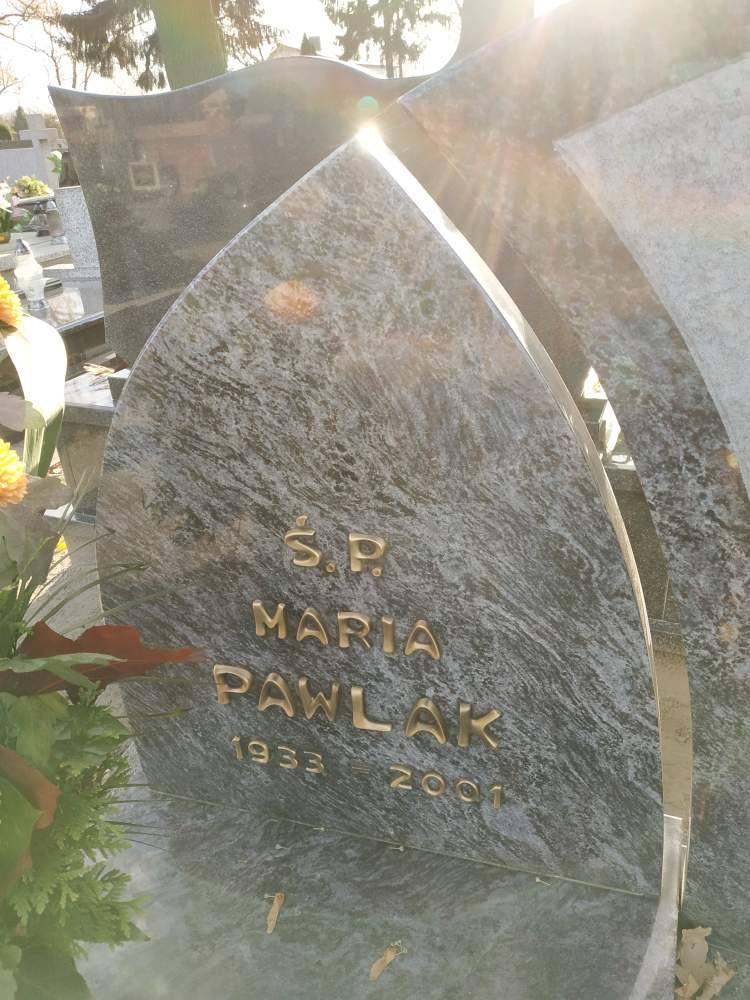 Ś.P.
MARIA
PAWLAK
1933 - 2001